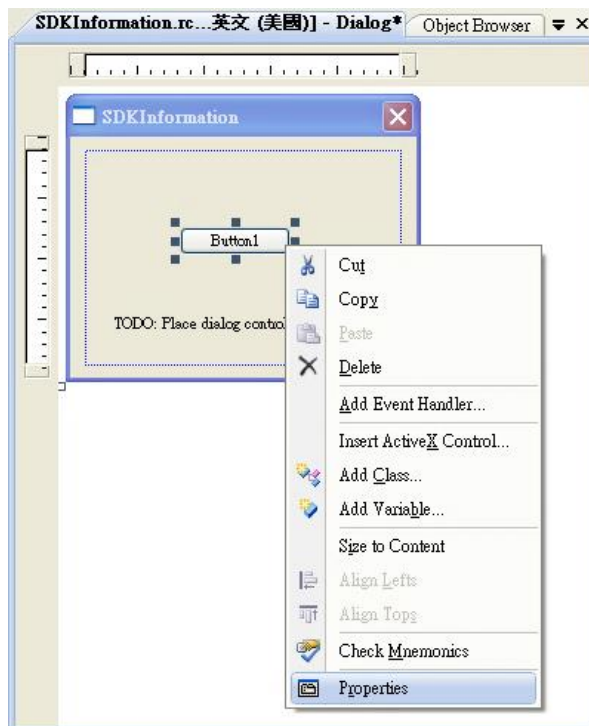 SDKInformation.rc...英文 (美國)] - Dialog* Object Browser
SDKInformation
Button1
TODO: Place dialog control
Cut
Copy
Paste
Delete
Add Event Handler...
Insert ActiveX Control...
Add Class...
Add Variable...
Size to Content
Align Lefts
Align Tops
Check Mnemonics
Properties